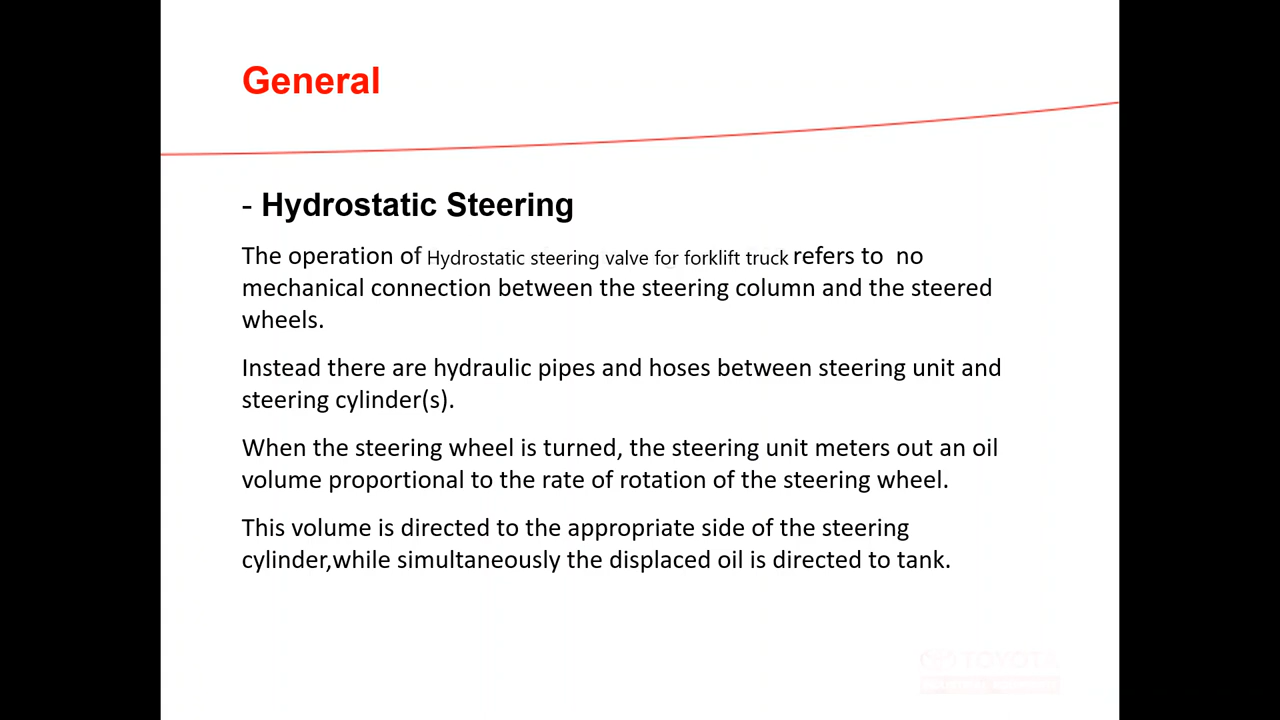 General
- Hydrostatic Steering
The operation of Hydrostatic steering valve for forklift truck refers to  no
mechanical connection between the steering column and the steered
wheels.
Instead there are hydraulic pipes and hoses between steering unit and
steering cylinder(s).
When the steering wheel is turned, the steering unit meters out an oil
volume proportional to the rate of rotation of the steering wheel.
This volume is directed to the appropriate side of the steering
cylinder,while simultaneously the displaced oil is directed to tank.
TOYOTA